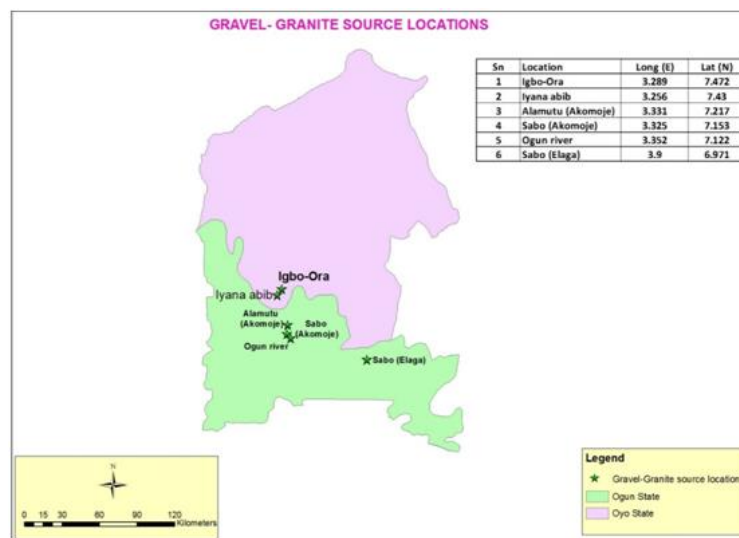 GRAVEL- GRANITE SOURCE LOCATIONS
Sn Location Long (E) Lat (N)
1 Igbo-Ora 3.289 7.472
2 Iyana abib 3.256 7.43
3 Alamutu (Akomoje) 3.331 7.217
4 Sabo (Akomoje) 3.325 7.153
5 Ogun river 3.352 7.122
6 Sabo (Elaga) 3.9 6.971
Igbo-Ora
Iyana abib
Alamutu
(Akomoje)
Sabo
(Akomoje)
Ogun river
Sabo (Elaga)
N
0 15 30 60 90 120
Kilometers
Legend
Gravel-Granite source location
Ogun State
Oyo State